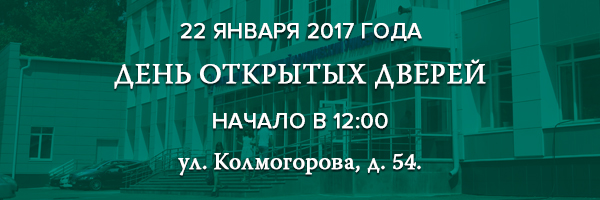 22 ЯНВАРЯ 2017 ГОДА
ДЕНЬ ОТКРЫТЫХ ДВЕРЕЙ
НАЧАЛО В 12:00
ул. Колмогорова, д. 54.